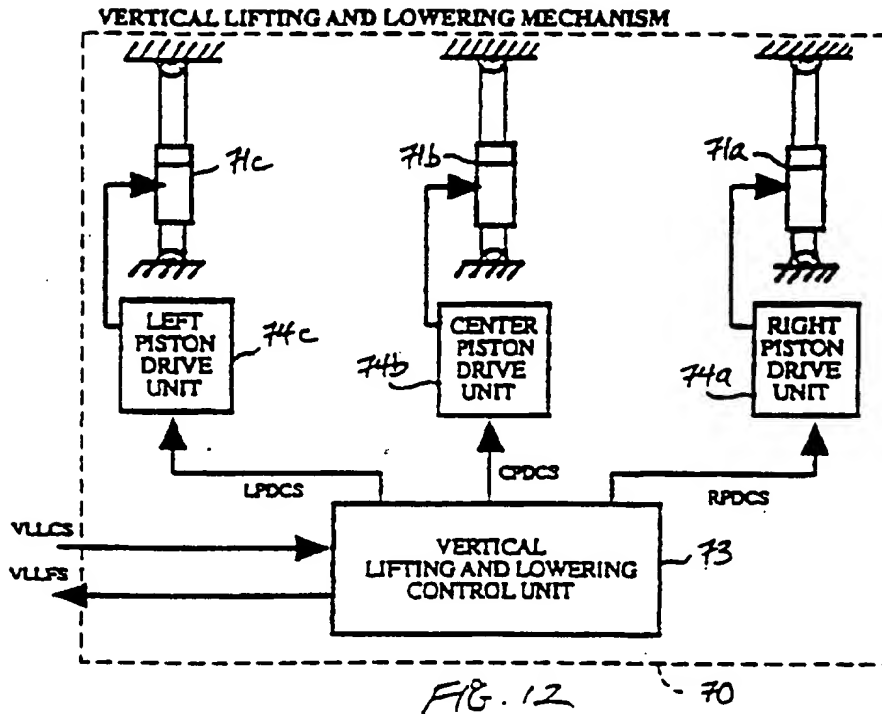 VERTICAL LIFTING AND LOWERING MECHANISM
71c
71b
71a
LEFT
PISTON
DRIVE
UNIT
74c
CENTER
PISTON
DRIVE
UNIT
74b
RIGHT
PISTON
DRIVE
UNIT
74a
LPDCS
CPDCS
RPDCS
VLLCS
VLLFS
VERTICAL
LIFTING AND LOWERING
CONTROL UNIT
73
70
FIG. 12